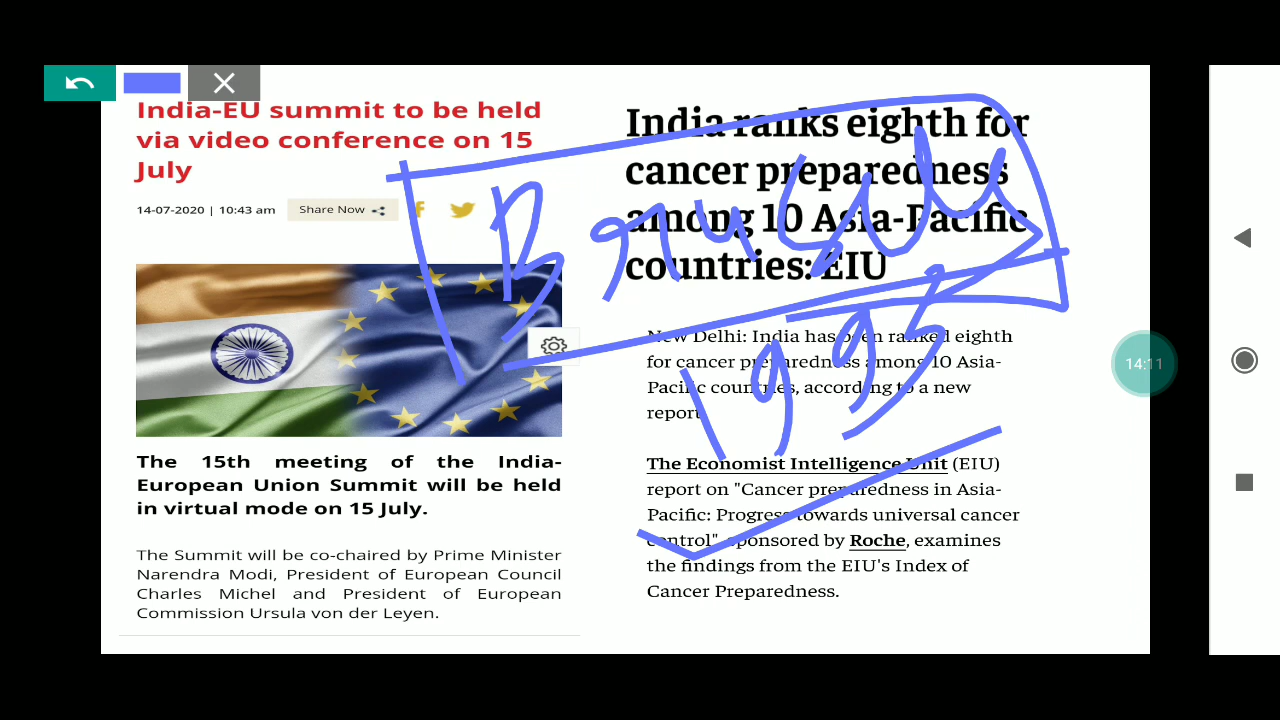 India-EU summit to be held
via video conference on 15
July
14-07-2020 | 10:43 am Share Now
The 15th meeting of the India-
European Union Summit will be held
in virtual mode on 15 July.
The Summit will be co-chaired by Prime Minister
Narendra Modi, President of European Council
Charles Michel and President of European
Commission Ursula von der Leyen.
India ranks eighth for
cancer preparedness
among 10 Asia-Pacific
countries: EIU
New Delhi: India has been ranked eighth
for cancer preparedness among 10 Asia-
Pacific countries, according to a new
report.
The Economist Intelligence Unit (EIU)
report on "Cancer preparedness in Asia-
Pacific: Progress towards universal cancer
control", sponsored by Roche, examines
the findings from the EIU's Index of
Cancer Preparedness.
1995
14:11